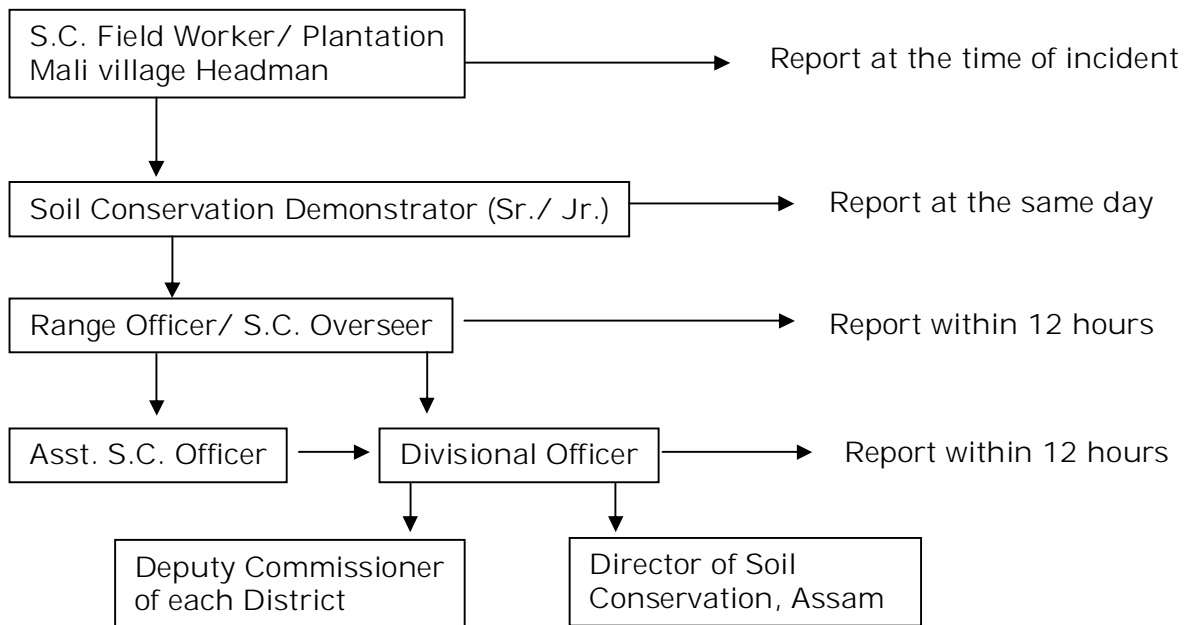 S.C. Field Worker/ Plantation
Mali village Headman
Report at the time of incident
Soil Conservation Demonstrator (Sr./ Jr.)
Report at the same day
Range Officer/ S.C. Overseer
Report within 12 hours
Asst. S.C. Officer
Divisional Officer
Report within 12 hours
Deputy Commissioner
of each District
Director of Soil
Conservation, Assam